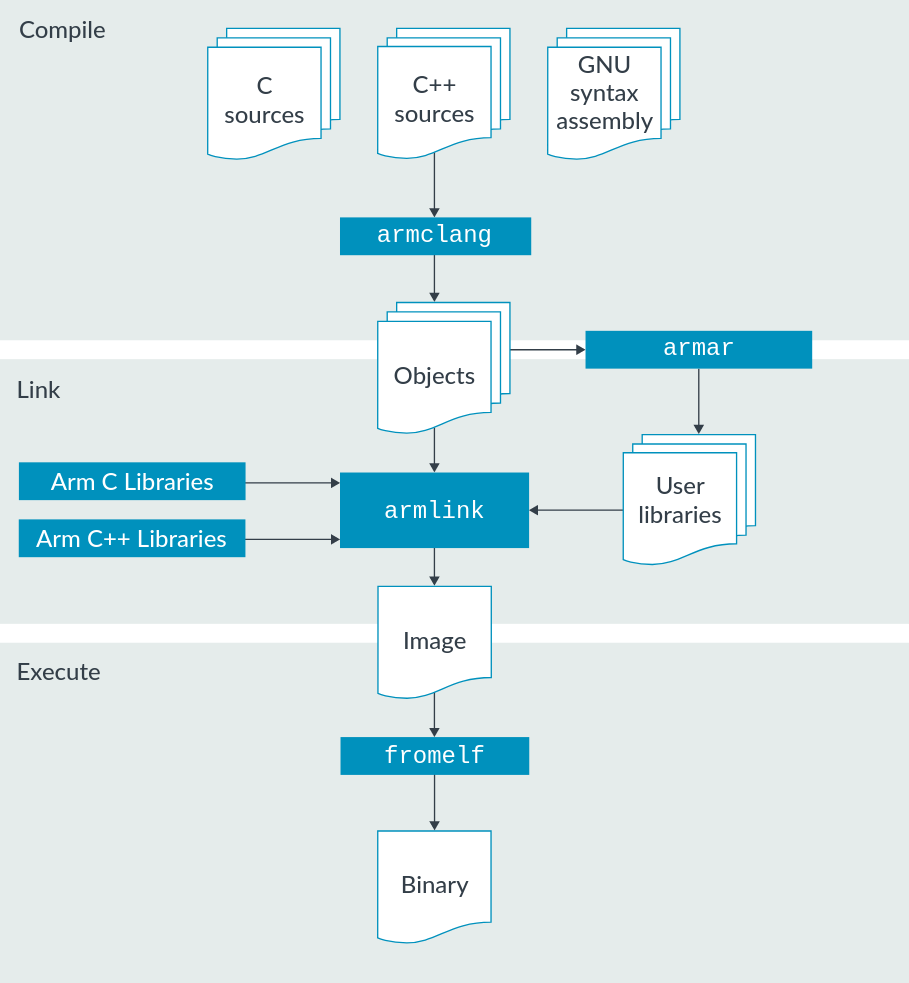 Compile
C
sources
C++
sources
GNU
syntax
assembly
armclang
Objects
armar
Link
Arm C Libraries
Arm C++ Libraries
armlink
User
libraries
Image
Execute
fromelf
Binary